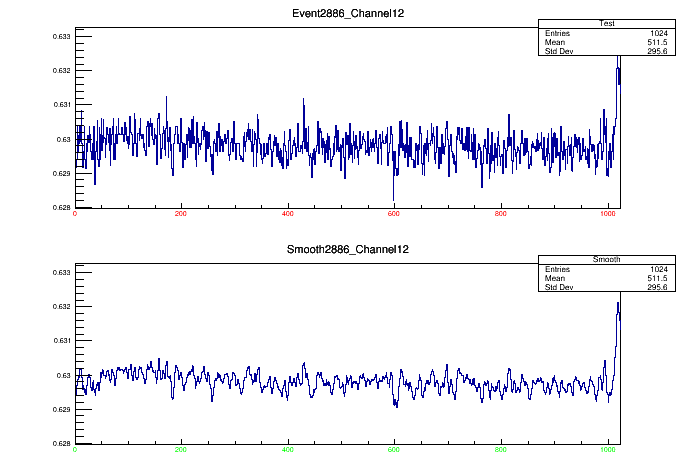 Event2886_Channel12
Test
Entries 1024
Mean 511.5
Std Dev 295.6
0.633
0.632
0.631
0.63
0.629
0.628
0 200 400 600 800 1000
Smooth2886_Channel12
Smooth
Entries 1024
Mean 511.5
Std Dev 295.6
0.633
0.632
0.631
0.63
0.629
0.628
0 200 400 600 800 1000